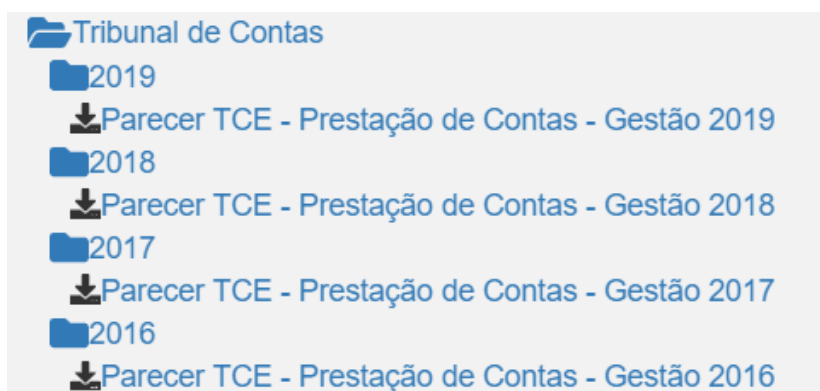 Tribunal de Contas
2019
Parecer TCE - Prestação de Contas - Gestão 2019
2018
Parecer TCE - Prestação de Contas - Gestão 2018
2017
Parecer TCE - Prestação de Contas - Gestão 2017
2016
Parecer TCE - Prestação de Contas - Gestão 2016